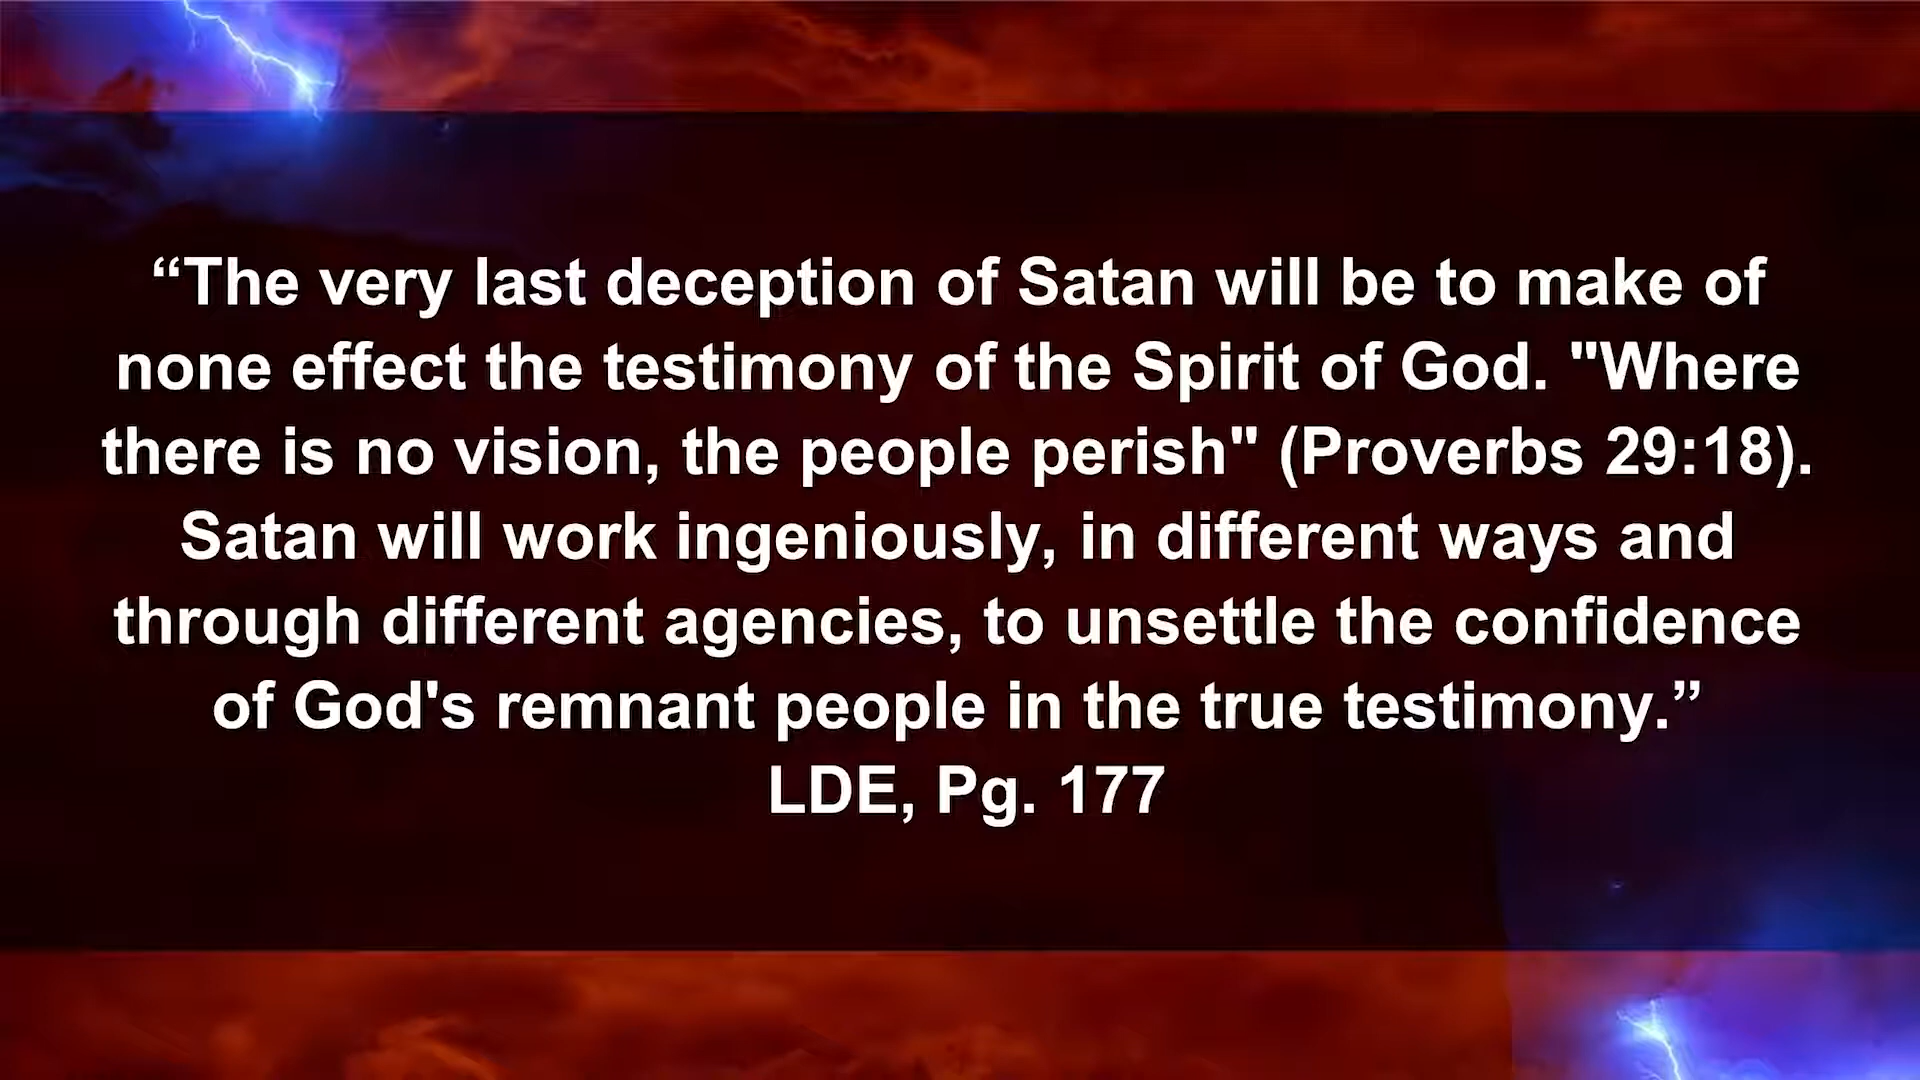 “The very last deception of Satan will be to make of
none effect the testimony of the Spirit of God. "Where
there is no vision, the people perish" (Proverbs 29:18).
Satan will work ingeniously, in different ways and
through different agencies, to unsettle the confidence
of God's remnant people in the true testimony.”
LDE, Pg. 177